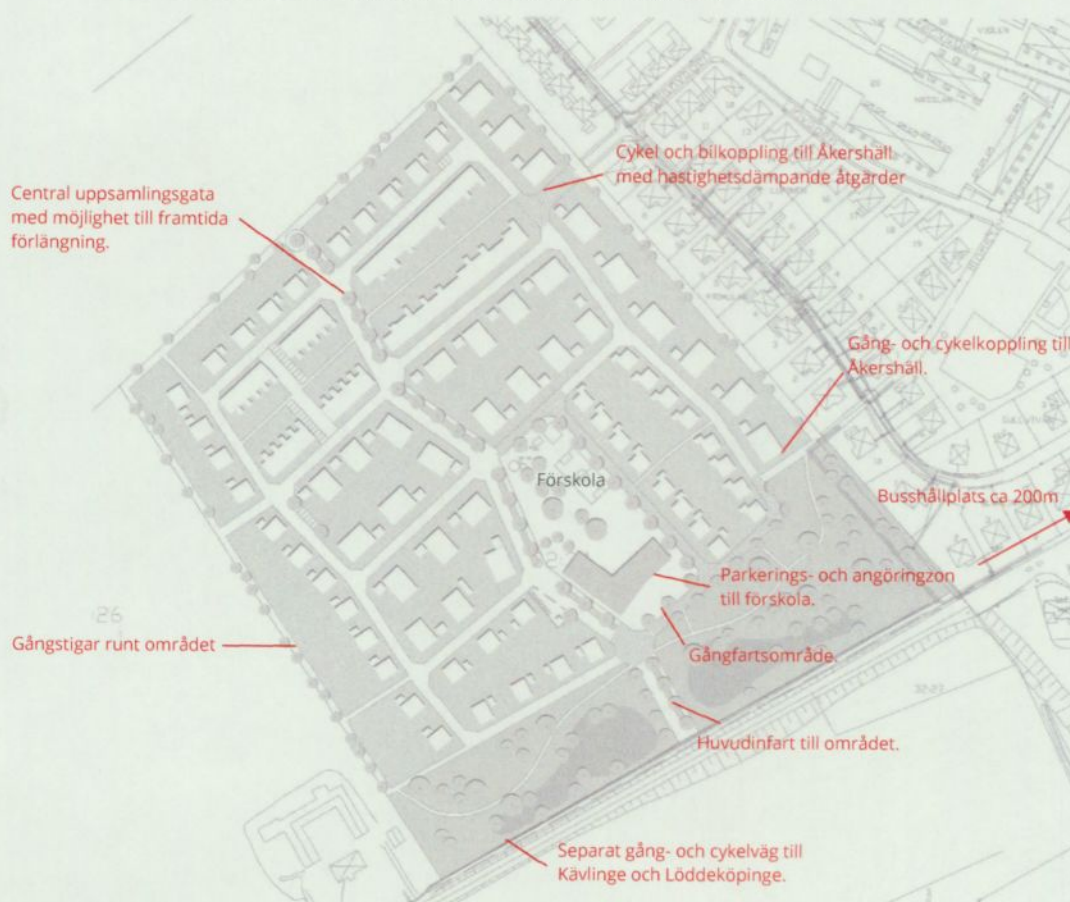 Cykel och bilkoppling till Åkershäll
med hastighetsdämpande åtgärder
Central uppsamlingsgata
med möjlighet till framtida
förlängning.
Gång- och cykelkoppling till
Åkershäll.
Förskola
Busshållplats ca 200m
Parkerings- och angöringzon
till förskola.
26
Gångstigar runt området
Gångfartsområde.
Huvudinfart till området.
Separat gång- och cykelväg till
Kävlinge och Löddeköpinge.